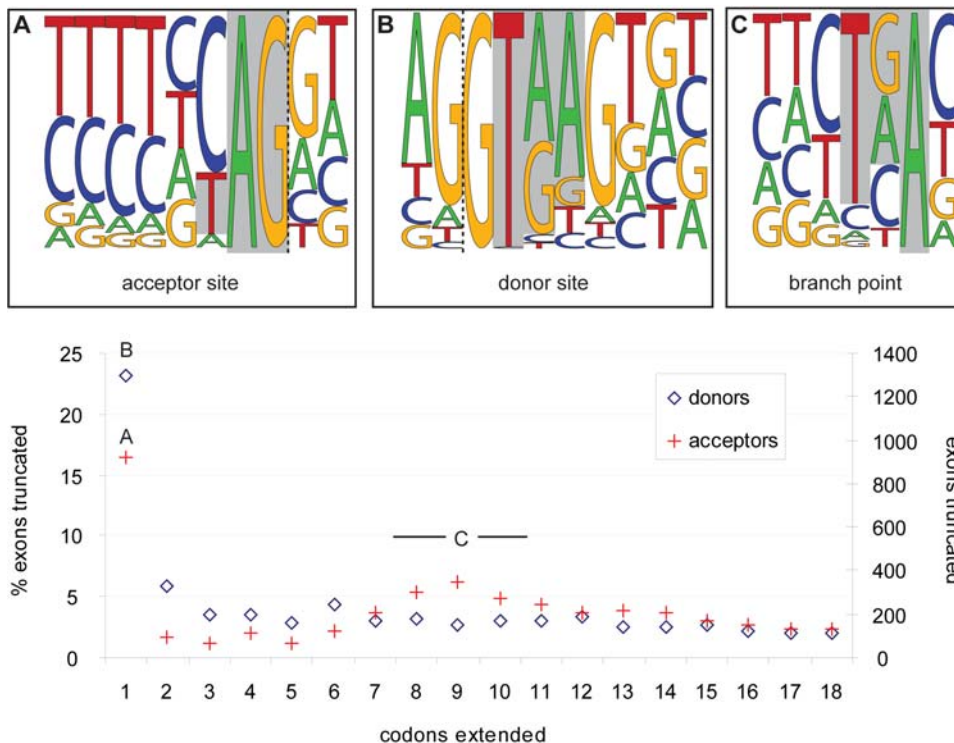 A
acceptor site
B
donor site
C
branch point
25
20
15
10
5
0
% exons truncated
B
A
C
donors
acceptors
1400
1200
1000
800
600
400
200
0
exons truncated
1 2 3 4 5 6 7 8 9 10 11 12 13 14 15 16 17 18
codons extended